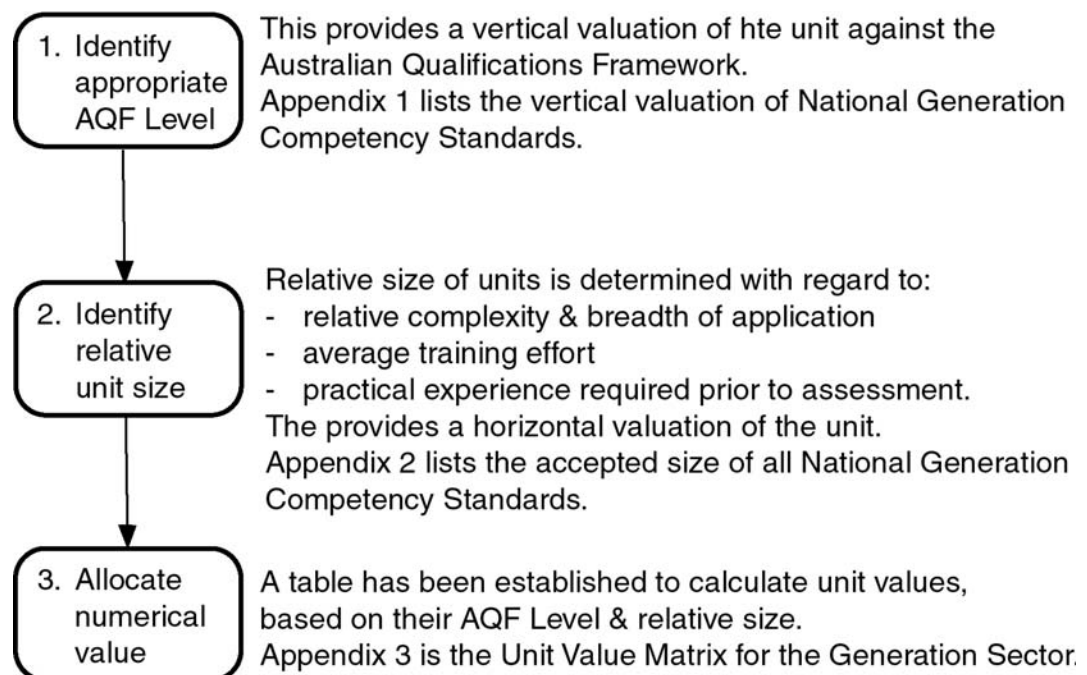 1. Identify
appropriate
AQF Level
This provides a vertical valuation of hte unit against the
Australian Qualifications Framework.
Appendix 1 lists the vertical valuation of National Generation
Competency Standards.
2. Identify
relative
unit size
Relative size of units is determined with regard to:
- relative complexity & breadth of application
- average training effort
- practical experience required prior to assessment.
The provides a horizontal valuation of the unit.
Appendix 2 lists the accepted size of all National Generation
Competency Standards.
3. Allocate
numerical
value
A table has been established to calculate unit values,
based on their AQF Level & relative size.
Appendix 3 is the Unit Value Matrix for the Generation Sector.